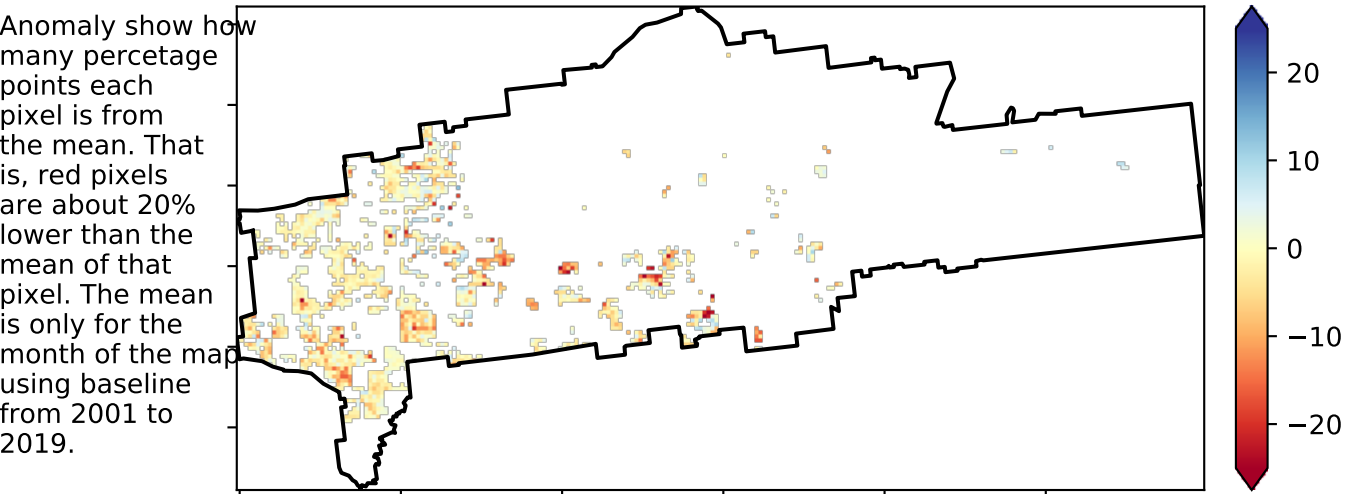 Anomaly show how
many percetage
points each
pixel is from
the mean. That
is, red pixels
are about 20%
lower than the
mean of that
pixel. The mean
is only for the
month of the map
using baseline
from 2001 to
2019.
20
10
0
−10
−20